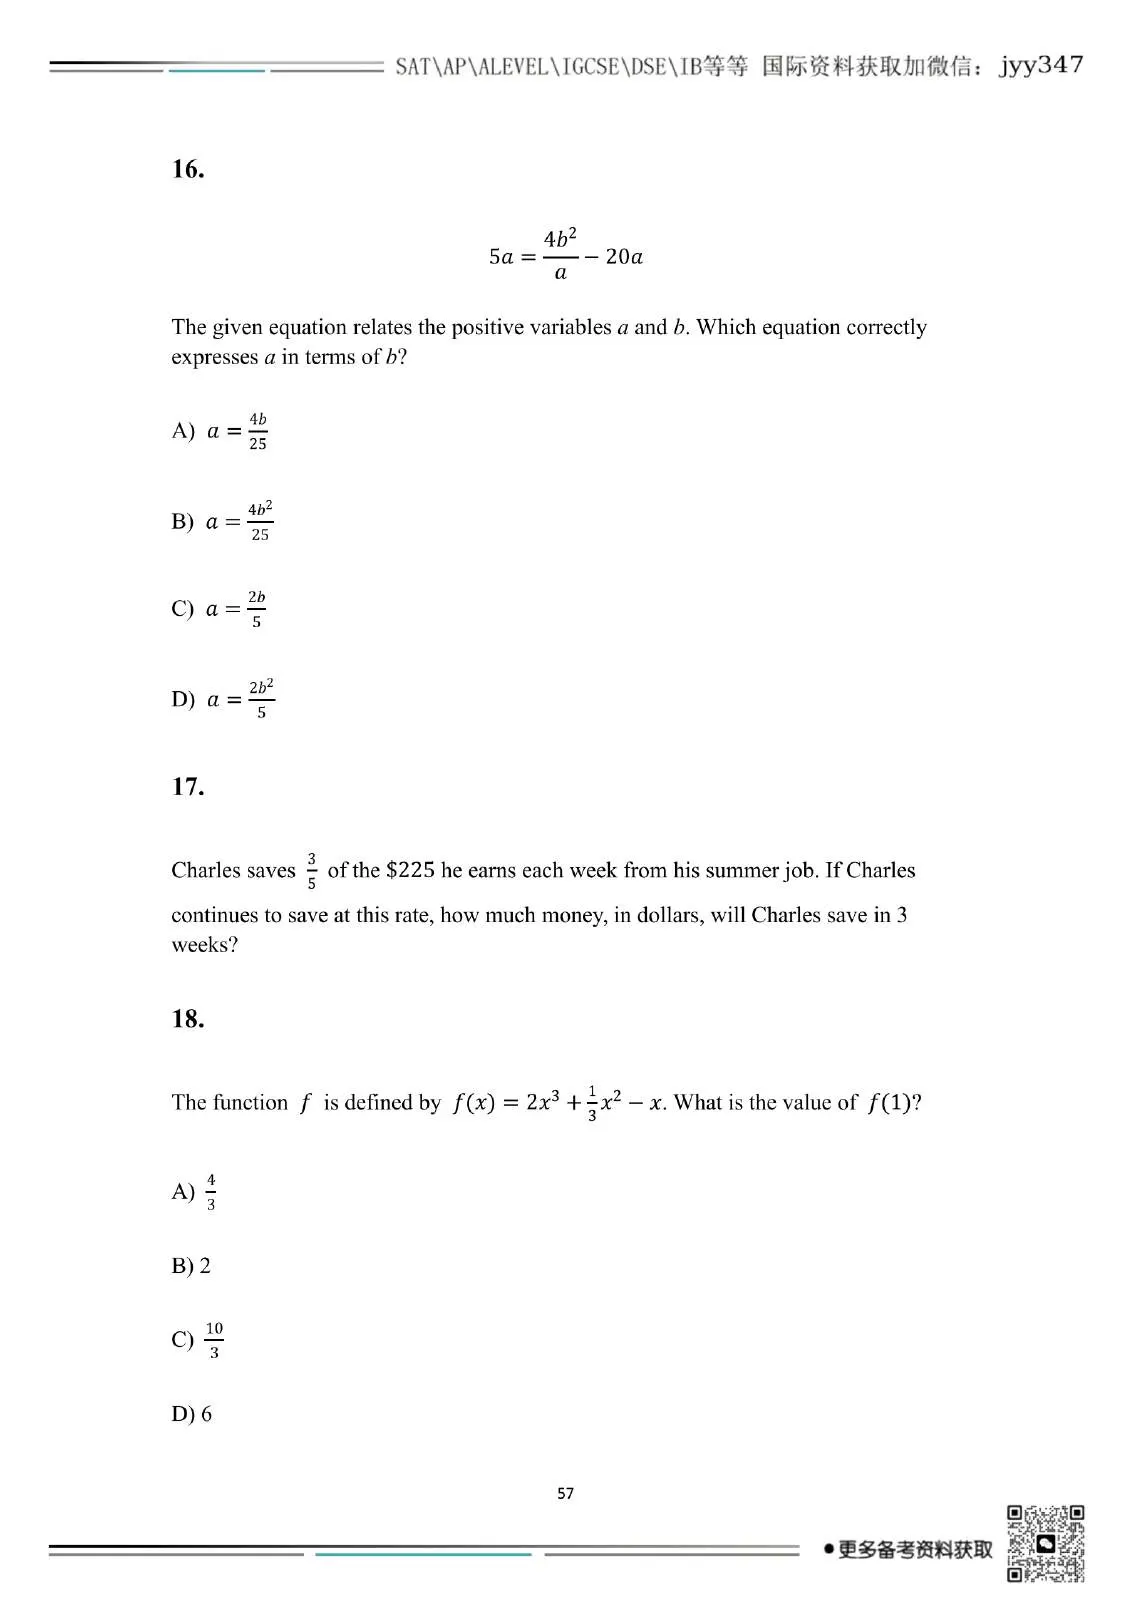 SAT\AP\ALEVEL\IGCSE\DSE\IB等等 国际资料获取加微信：jyy347
16.
5a = 4b²/a − 20a
The given equation relates the positive variables a and b. Which equation correctly
expresses a in terms of b?
A) a = 4b/25
B) a = 4b²/25
C) a = 2b/5
D) a = 2b²/5
17.
Charles saves 3/5 of the $225 he earns each week from his summer job. If Charles
continues to save at this rate, how much money, in dollars, will Charles save in 3
weeks?
18.
The function f is defined by f(x) = 2x³ + 1/3 x² − x. What is the value of f(1)?
A) 4/3
B) 2
C) 10/3
D) 6
57
●更多备考资料获取